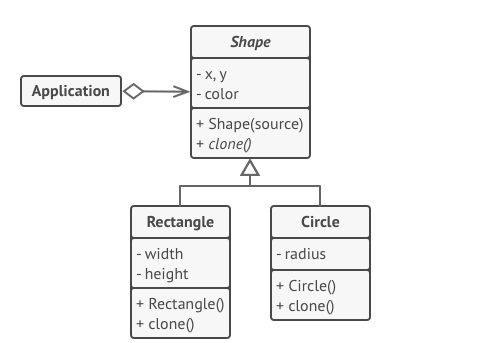 Shape
- x, y
- color
+ Shape(source)
+ clone()
Application
Rectangle
- width
- height
+ Rectangle()
+ clone()
Circle
- radius
+ Circle()
+ clone()